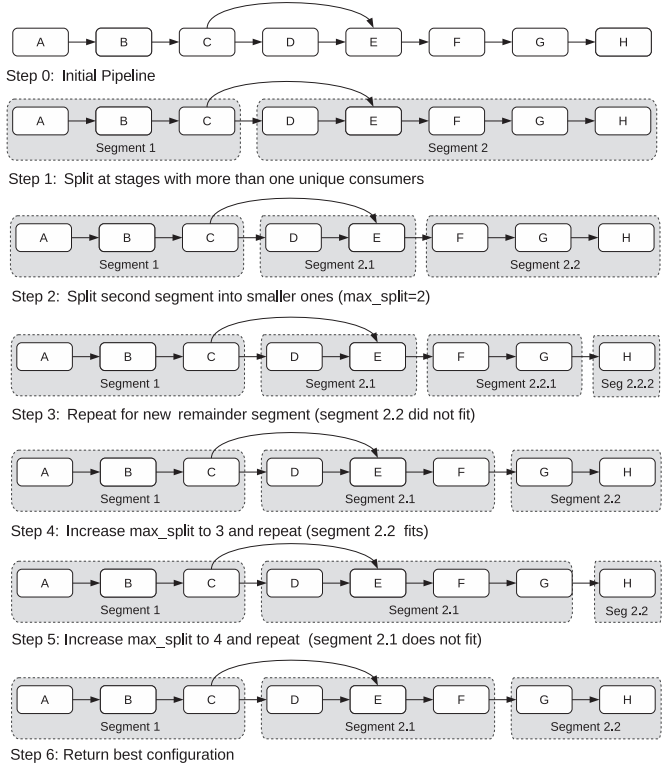 A B C D E F G H
Step 0: Initial Pipeline
A B C D E F G H
Segment 1 Segment 2
Step 1: Split at stages with more than one unique consumers
A B C D E F G H
Segment 1 Segment 2.1 Segment 2.2
Step 2: Split second segment into smaller ones (max_split=2)
A B C D E F G H
Segment 1 Segment 2.1 Segment 2.2.1 Seg 2.2.2
Step 3: Repeat for new remainder segment (segment 2.2 did not fit)
A B C D E F G H
Segment 1 Segment 2.1 Segment 2.2
Step 4: Increase max_split to 3 and repeat (segment 2.2 fits)
A B C D E F G H
Segment 1 Segment 2.1 Seg 2.2
Step 5: Increase max_split to 4 and repeat (segment 2.1 does not fit)
A B C D E F G H
Segment 1 Segment 2.1 Segment 2.2
Step 6: Return best configuration